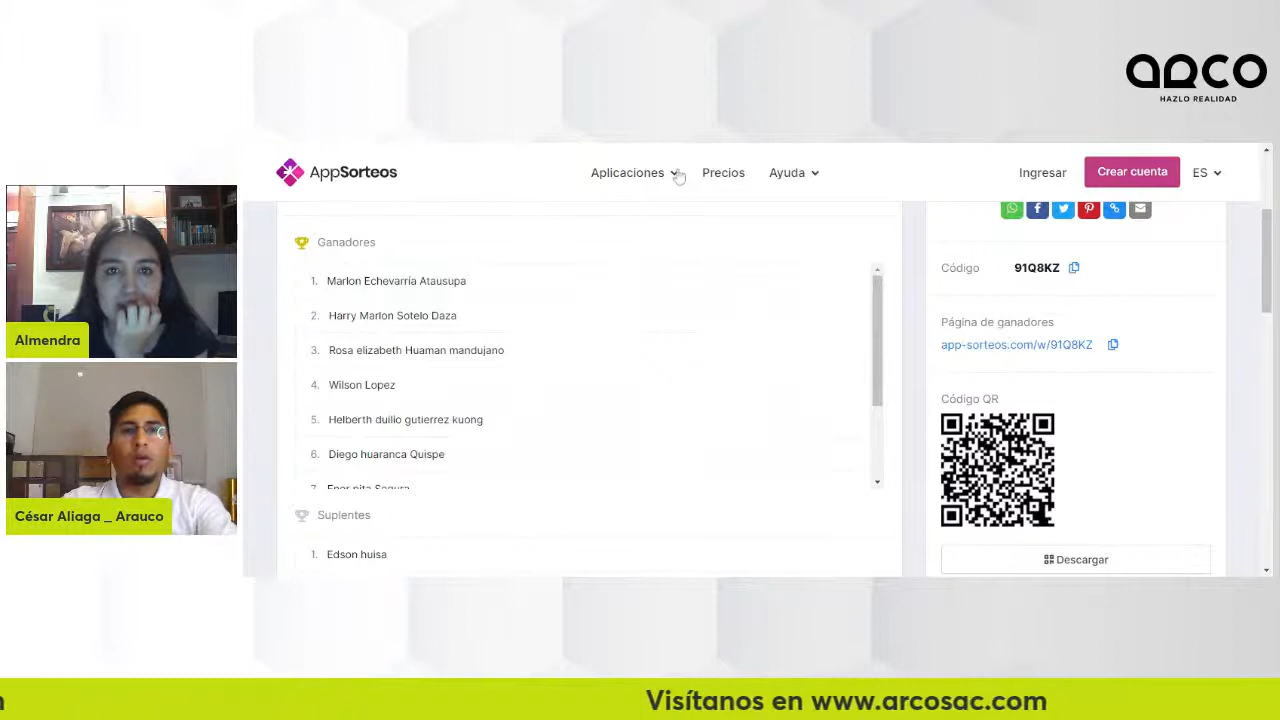 ARCO
HAZLO REALIDAD
AppSorteos
Aplicaciones
Precios
Ayuda
Ingresar
Crear cuenta
ES
Ganadores
1. Marlon Echevarría Atausupa
2. Harry Marlon Sotelo Daza
3. Rosa elizabeth Huaman mandujano
4. Wilson Lopez
5. Helberth duilio gutierrez kuong
6. Diego huaranca Quispe
Suplentes
1. Edson huisa
Código 91Q8KZ
Página de ganadores
app-sorteos.com/w/91Q8KZ
Código QR
Descargar
Almendra
César Aliaga _ Arauco
Visítanos en www.arcosac.com